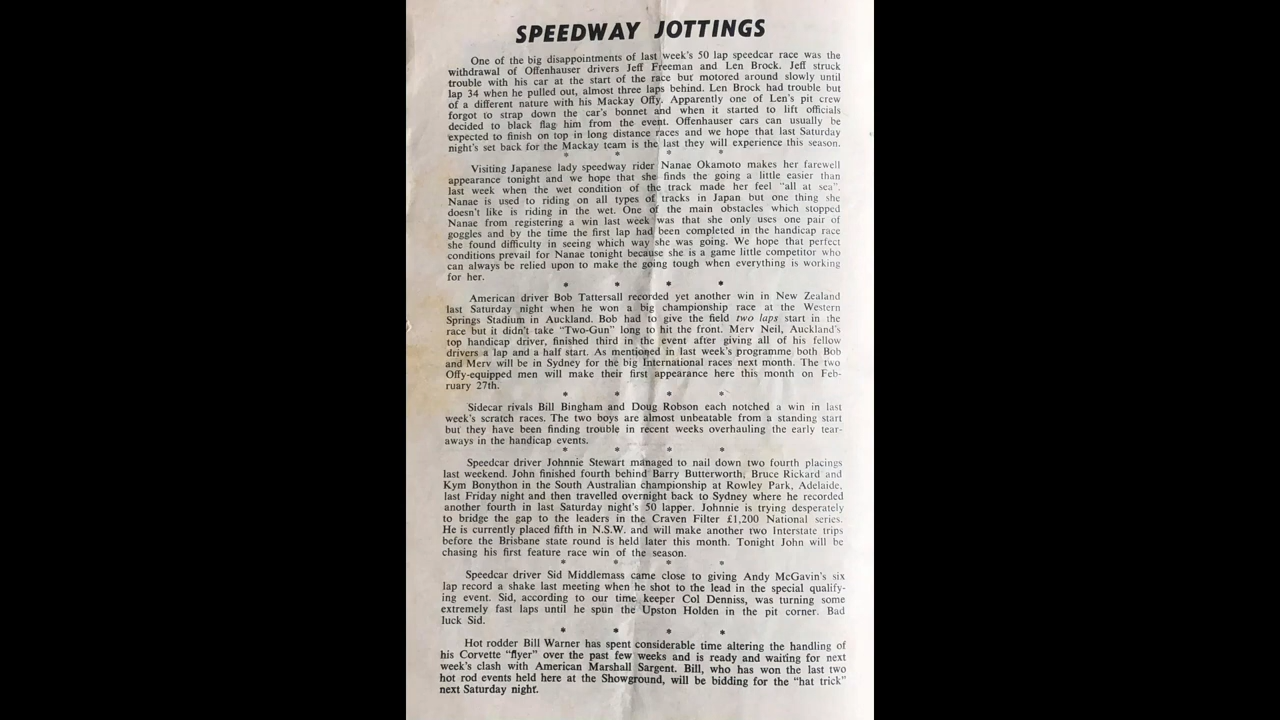 SPEEDWAY JOTTINGS
One of the big disappointments of last week's 50 lap speedcar race was the
withdrawal of Offenhauser drivers Jeff Freeman and Len Brock. Jeff struck
trouble with his car at the start of the race but motored around slowly until
lap 34 when he pulled out, almost three laps behind. Len Brock had trouble but
of a different nature with his Mackay Offy. Apparently one of Len's pit crew
forgot to strap down the car's bonnet and when it started to lift officials
decided to black flag him from the event. Offenhauser cars can usually be
expected to finish on top in long distance races and we hope that last Saturday
night's set back for the Mackay team is the last they will experience this season.
* * * *
Visiting Japanese lady speedway rider Nanae Okamoto makes her farewell
appearance tonight and we hope that she finds the going a little easier than
last week when the wet condition of the track made her feel "all at sea".
Nanae is used to riding on all types of tracks in Japan but one thing she
doesn't like is riding in the wet. One of the main obstacles which stopped
Nanae from registering a win last week was that she only uses one pair of
goggles and by the time the first lap had been completed in the handicap race
she found difficulty in seeing which way she was going. We hope that perfect
conditions prevail for Nanae tonight because she is a game little competitor who
can always be relied upon to make the going tough when everything is working
for her.
* * * *
American driver Bob Tattersall recorded yet another win in New Zealand
last Saturday night when he won a big championship race at the Western
Springs Stadium in Auckland. Bob had to give the field two laps start in the
race but it didn't take "Two-Gun" long to hit the front. Merv Neil, Auckland's
top handicap driver, finished third in the event after giving all of his fellow
drivers a lap and a half start. As mentioned in last week's programme both Bob
and Merv will be in Sydney for the big International races next month. The two
Offy-equipped men will make their first appearance here this month on Feb-
ruary 27th.
* * * *
Sidecar rivals Bill Bingham and Doug Robson each notched a win in last
week's scratch races. The two boys are almost unbeatable from a standing start
but they have been finding trouble in recent weeks overhauling the early tear-
aways in the handicap events.
* * * *
Speedcar driver Johnnie Stewart managed to nail down two fourth placings
last weekend. John finished fourth behind Barry Butterworth, Bruce Rickard and
Kym Bonython in the South Australian championship at Rowley Park, Adelaide,
last Friday night and then travelled overnight back to Sydney where he recorded
another fourth in last Saturday night's 50 lapper. Johnnie is trying desperately
to bridge the gap to the leaders in the Craven Filter £1,200 National series.
He is currently placed fifth in N.S.W. and will make another two Interstate trips
before the Brisbane state round is held later this month. Tonight John will be
chasing his first feature race win of the season.
* * * *
Speedcar driver Sid Middlemass came close to giving Andy McGavin's six
lap record a shake last meeting when he shot to the lead in the special qualify-
ing event. Sid, according to our time keeper Col Denniss, was turning some
extremely fast laps until he spun the Upston Holden in the pit corner. Bad
luck Sid.
* * * *
Hot rodder Bill Warner has spent considerable time altering the handling of
his Corvette "flyer" over the past few weeks and is ready and waiting for next
week's clash with American Marshall Sargent. Bill, who has won the last two
hot rod events held here at the Showground, will be bidding for the "hat trick"
next Saturday night.